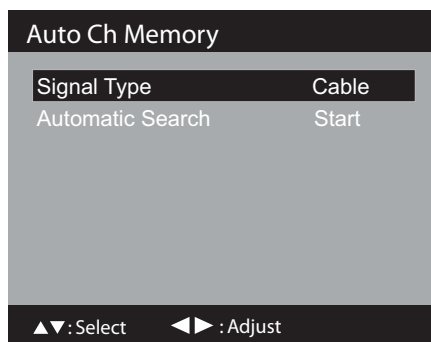 Auto Ch Memory
Signal Type Cable
Automatic Search Start
▲▼: Select ◀▶ : Adjust